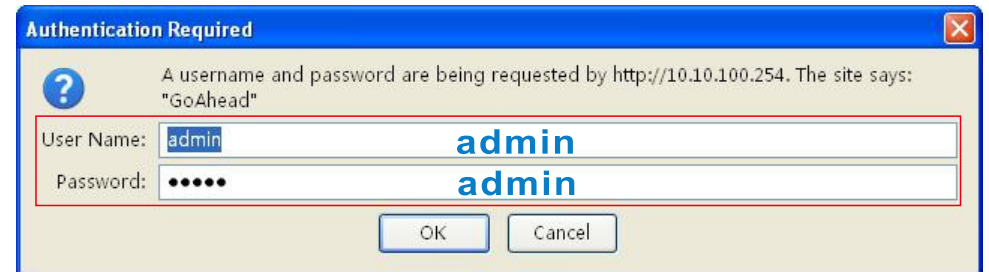 Authentication Required
A username and password are being requested by http://10.10.100.254. The site says:
"GoAhead"
User Name: admin admin
Password: ●●●●● admin
OK Cancel